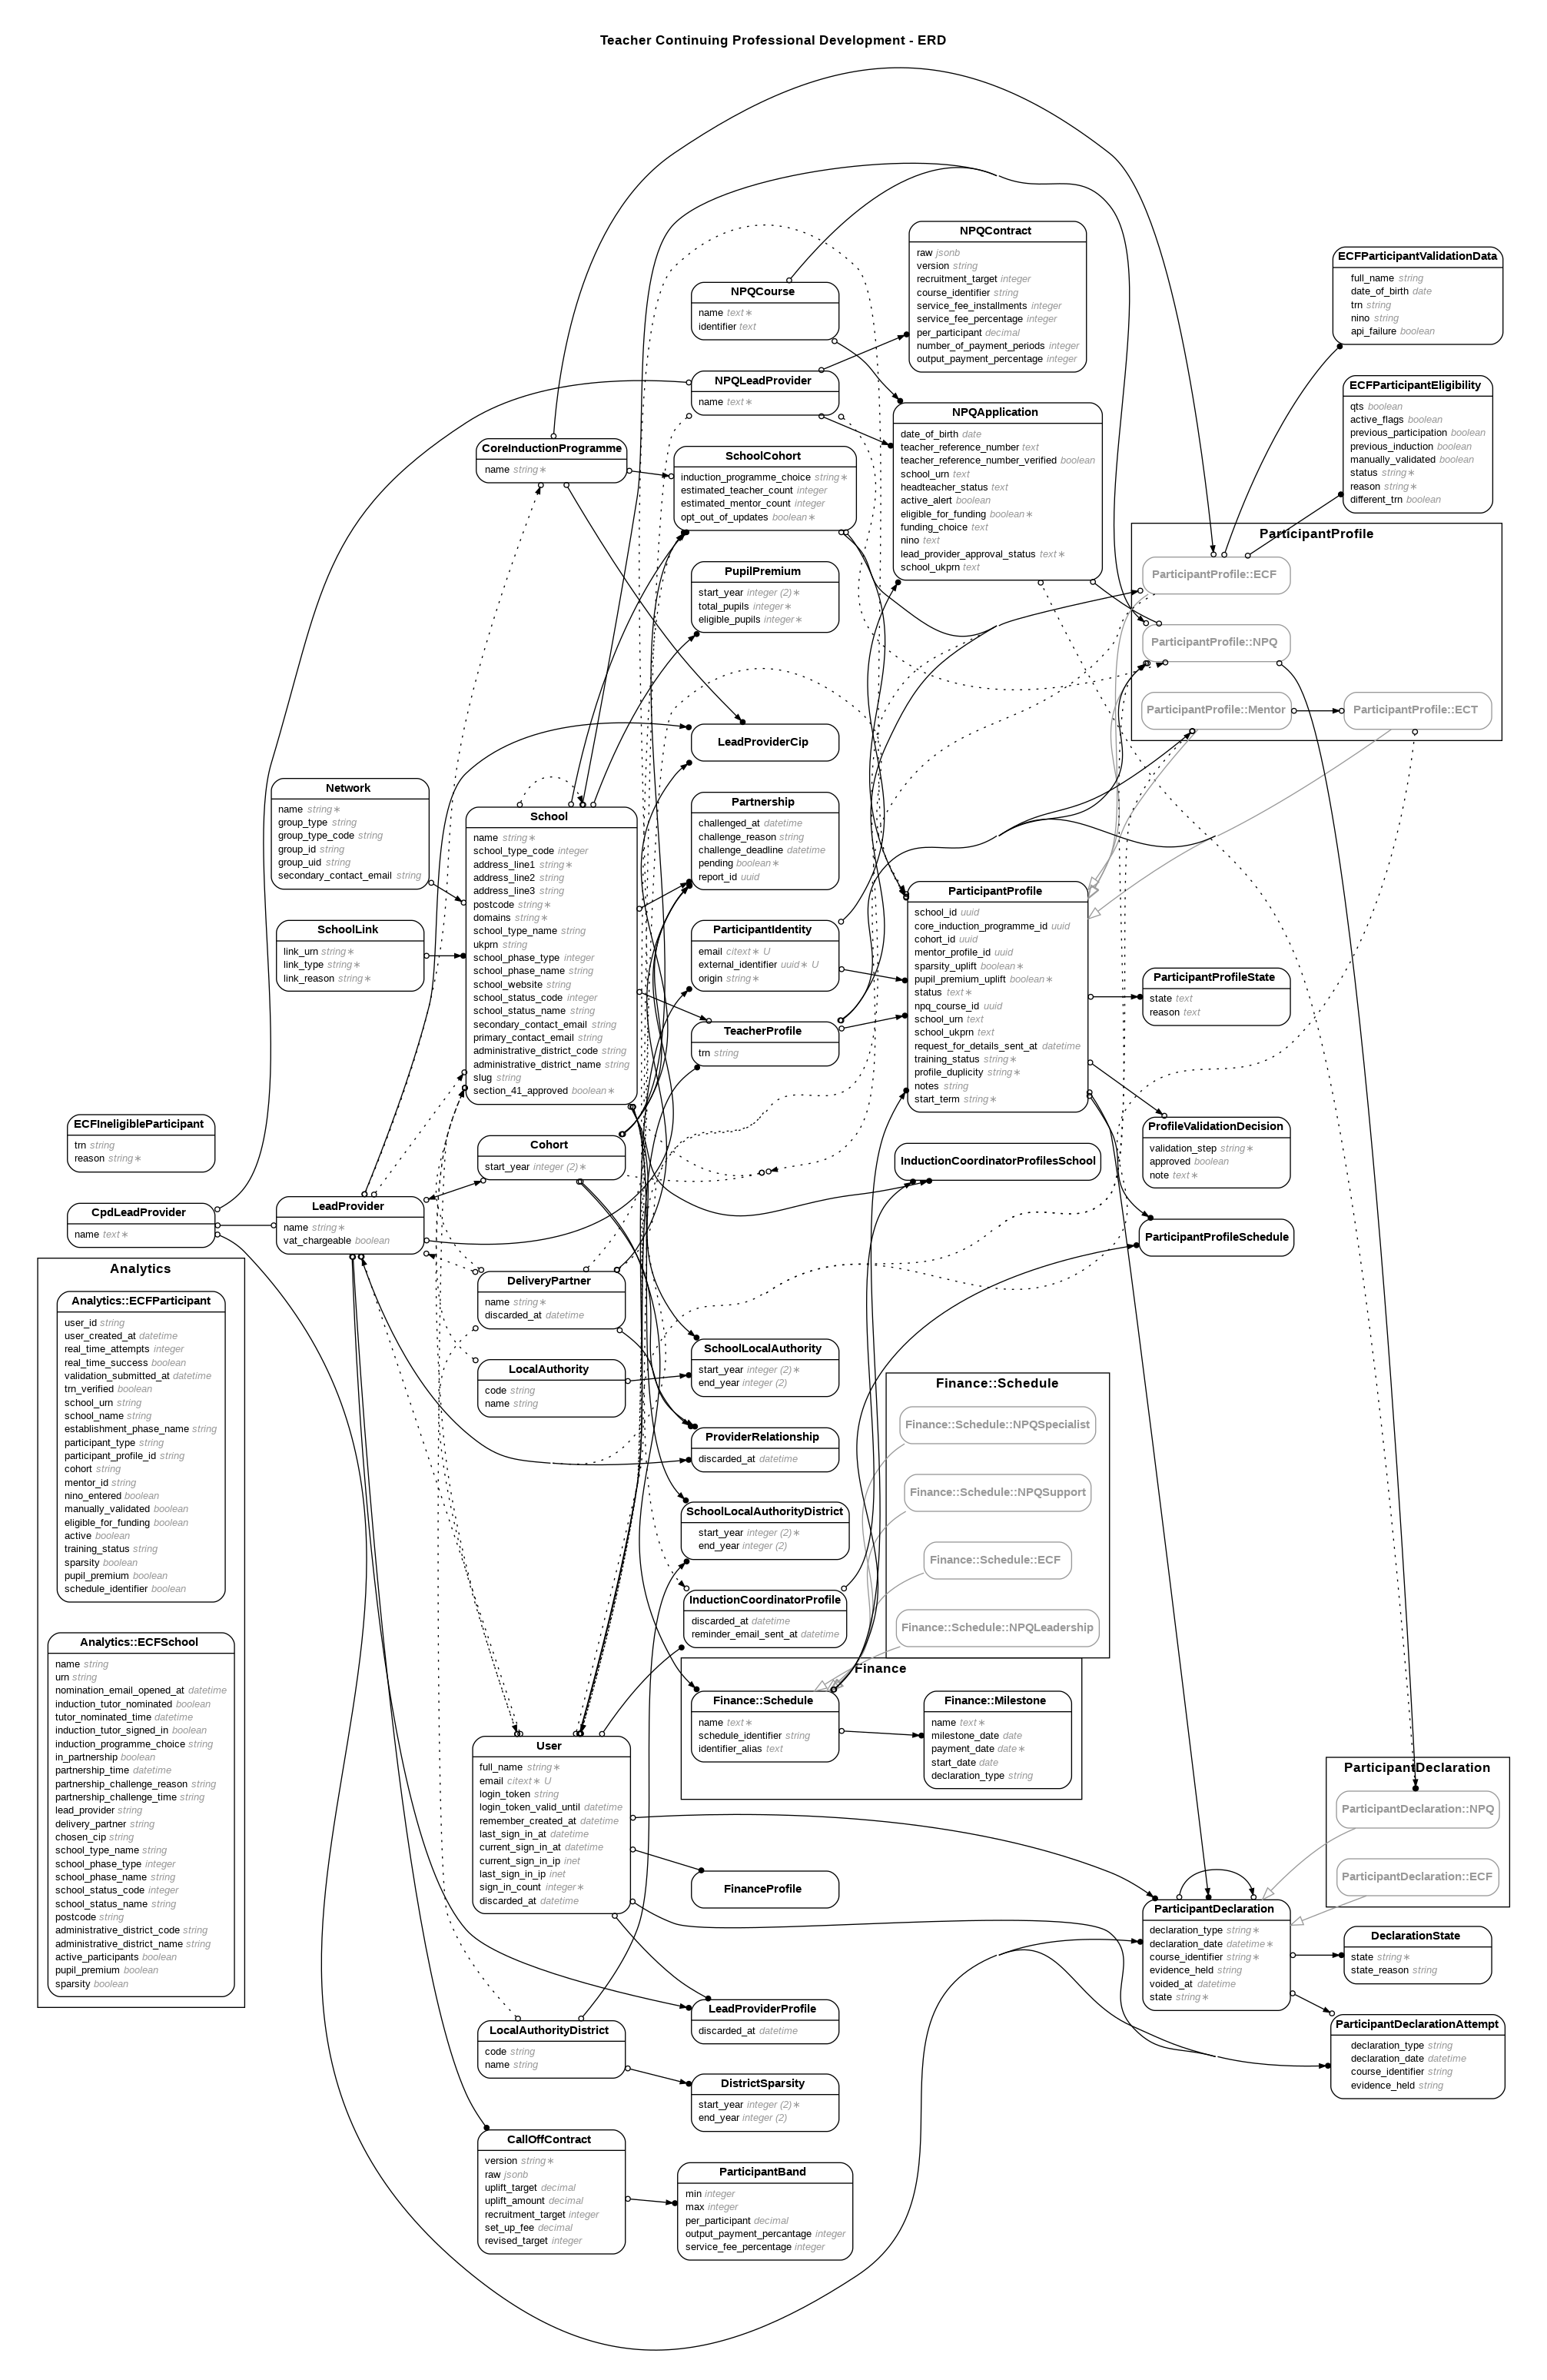 Teacher Continuing Professional Development - ERD
NPQContract
raw jsonb
version string
recruitment_target integer
course_identifier string
service_fee_installments integer
service_fee_percentage integer
per_participant decimal
number_of_payment_periods integer
output_payment_percentage integer
ECFParticipantValidationData
full_name string
date_of_birth date
trn string
nino string
api_failure boolean
NPQCourse
name text∗
identifier text
NPQLeadProvider
name text∗
ECFParticipantEligibility
qts boolean
active_flags boolean
previous_participation boolean
previous_induction boolean
manually_validated boolean
status string∗
reason string∗
different_trn boolean
NPQApplication
date_of_birth date
teacher_reference_number text
teacher_reference_number_verified boolean
school_urn text
headteacher_status text
active_alert boolean
eligible_for_funding boolean∗
funding_choice text
nino text
lead_provider_approval_status text∗
school_ukprn text
CoreInductionProgramme
name string∗
SchoolCohort
induction_programme_choice string∗
estimated_teacher_count integer
estimated_mentor_count integer
opt_out_of_updates boolean∗
ParticipantProfile
ParticipantProfile::ECF
ParticipantProfile::NPQ
ParticipantProfile::Mentor
ParticipantProfile::ECT
PupilPremium
start_year integer (2)∗
total_pupils integer∗
eligible_pupils integer∗
LeadProviderCip
Network
name string∗
group_type string
group_type_code string
group_id string
group_uid string
secondary_contact_email string
School
name string∗
school_type_code integer
address_line1 string∗
address_line2 string
address_line3 string
postcode string∗
domains string∗
school_type_name string
ukprn string
school_phase_type integer
school_phase_name string
school_website string
school_status_code integer
school_status_name string
secondary_contact_email string
primary_contact_email string
administrative_district_code string
administrative_district_name string
slug string
section_41_approved boolean∗
Partnership
challenged_at datetime
challenge_reason string
challenge_deadline datetime
pending boolean∗
report_id uuid
SchoolLink
link_urn string∗
link_type string∗
link_reason string∗
ParticipantIdentity
email citext∗ U
external_identifier uuid∗ U
origin string∗
TeacherProfile
trn string
ParticipantProfile
school_id uuid
core_induction_programme_id uuid
cohort_id uuid
mentor_profile_id uuid
sparsity_uplift boolean∗
pupil_premium_uplift boolean∗
status text∗
npq_course_id uuid
school_urn text
school_ukprn text
request_for_details_sent_at datetime
training_status string∗
profile_duplicity string∗
notes string
start_term string∗
ParticipantProfileState
state text
reason text
ProfileValidationDecision
validation_step string∗
approved boolean
note text∗
InductionCoordinatorProfilesSchool
ParticipantProfileSchedule
ECFIneligibleParticipant
trn string
reason string∗
Cohort
start_year integer (2)∗
CpdLeadProvider
name text∗
LeadProvider
name string∗
vat_chargeable boolean
DeliveryPartner
name string∗
discarded_at datetime
LocalAuthority
code string
name string
SchoolLocalAuthority
start_year integer (2)∗
end_year integer (2)
ProviderRelationship
discarded_at datetime
SchoolLocalAuthorityDistrict
start_year integer (2)∗
end_year integer (2)
InductionCoordinatorProfile
discarded_at datetime
reminder_email_sent_at datetime
Finance::Schedule
Finance::Schedule::NPQSpecialist
Finance::Schedule::NPQSupport
Finance::Schedule::ECF
Finance::Schedule::NPQLeadership
Finance
Finance::Schedule
name text∗
schedule_identifier string
identifier_alias text
Finance::Milestone
name text∗
milestone_date date
payment_date date∗
start_date date
declaration_type string
Analytics
Analytics::ECFParticipant
user_id string
user_created_at datetime
real_time_attempts integer
real_time_success boolean
validation_submitted_at datetime
trn_verified boolean
school_urn string
school_name string
establishment_phase_name string
participant_type string
participant_profile_id string
cohort string
mentor_id string
nino_entered boolean
manually_validated boolean
eligible_for_funding boolean
active boolean
training_status string
sparsity boolean
pupil_premium boolean
schedule_identifier boolean
Analytics::ECFSchool
name string
urn string
nomination_email_opened_at datetime
induction_tutor_nominated boolean
tutor_nominated_time datetime
induction_tutor_signed_in boolean
induction_programme_choice string
in_partnership boolean
partnership_time datetime
partnership_challenge_reason string
partnership_challenge_time string
lead_provider string
delivery_partner string
chosen_cip string
school_type_name string
school_phase_type integer
school_phase_name string
school_status_code integer
school_status_name string
postcode string
administrative_district_code string
administrative_district_name string
active_participants boolean
pupil_premium boolean
sparsity boolean
User
full_name string∗
email citext∗ U
login_token string
login_token_valid_until datetime
remember_created_at datetime
last_sign_in_at datetime
current_sign_in_at datetime
current_sign_in_ip inet
last_sign_in_ip inet
sign_in_count integer∗
discarded_at datetime
FinanceProfile
ParticipantDeclaration
ParticipantDeclaration::NPQ
ParticipantDeclaration::ECF
ParticipantDeclaration
declaration_type string∗
declaration_date datetime∗
course_identifier string∗
evidence_held string
voided_at datetime
state string∗
DeclarationState
state string∗
state_reason string
ParticipantDeclarationAttempt
declaration_type string
declaration_date datetime
course_identifier string
evidence_held string
LeadProviderProfile
discarded_at datetime
LocalAuthorityDistrict
code string
name string
DistrictSparsity
start_year integer (2)∗
end_year integer (2)
CallOffContract
version string∗
raw jsonb
uplift_target decimal
uplift_amount decimal
recruitment_target integer
set_up_fee decimal
revised_target integer
ParticipantBand
min integer
max integer
per_participant decimal
output_payment_percantage integer
service_fee_percentage integer